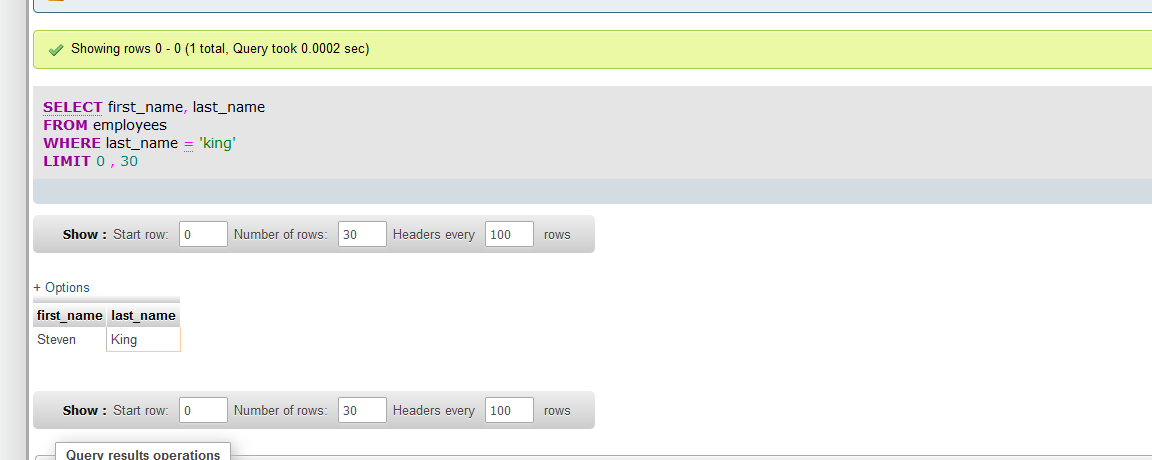 Showing rows 0 - 0 (1 total, Query took 0.0002 sec)
SELECT first_name, last_name
FROM employees
WHERE last_name = 'king'
LIMIT 0 , 30
Show : Start row: 0 Number of rows: 30 Headers every 100 rows
+ Options
first_name last_name
Steven King
Show : Start row: 0 Number of rows: 30 Headers every 100 rows
Query results operations